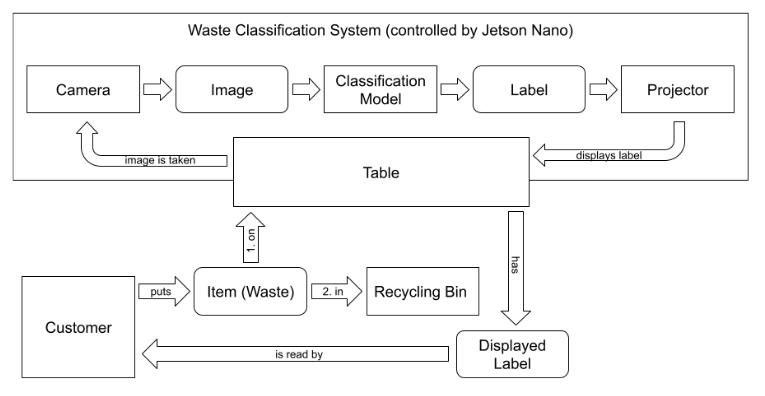 Waste Classification System (controlled by Jetson Nano)
Camera
Image
Classification
Model
Label
Projector
image is taken
displays label
Table
1. on
has
puts
Item (Waste)
2. in
Recycling Bin
Customer
is read by
Displayed
Label